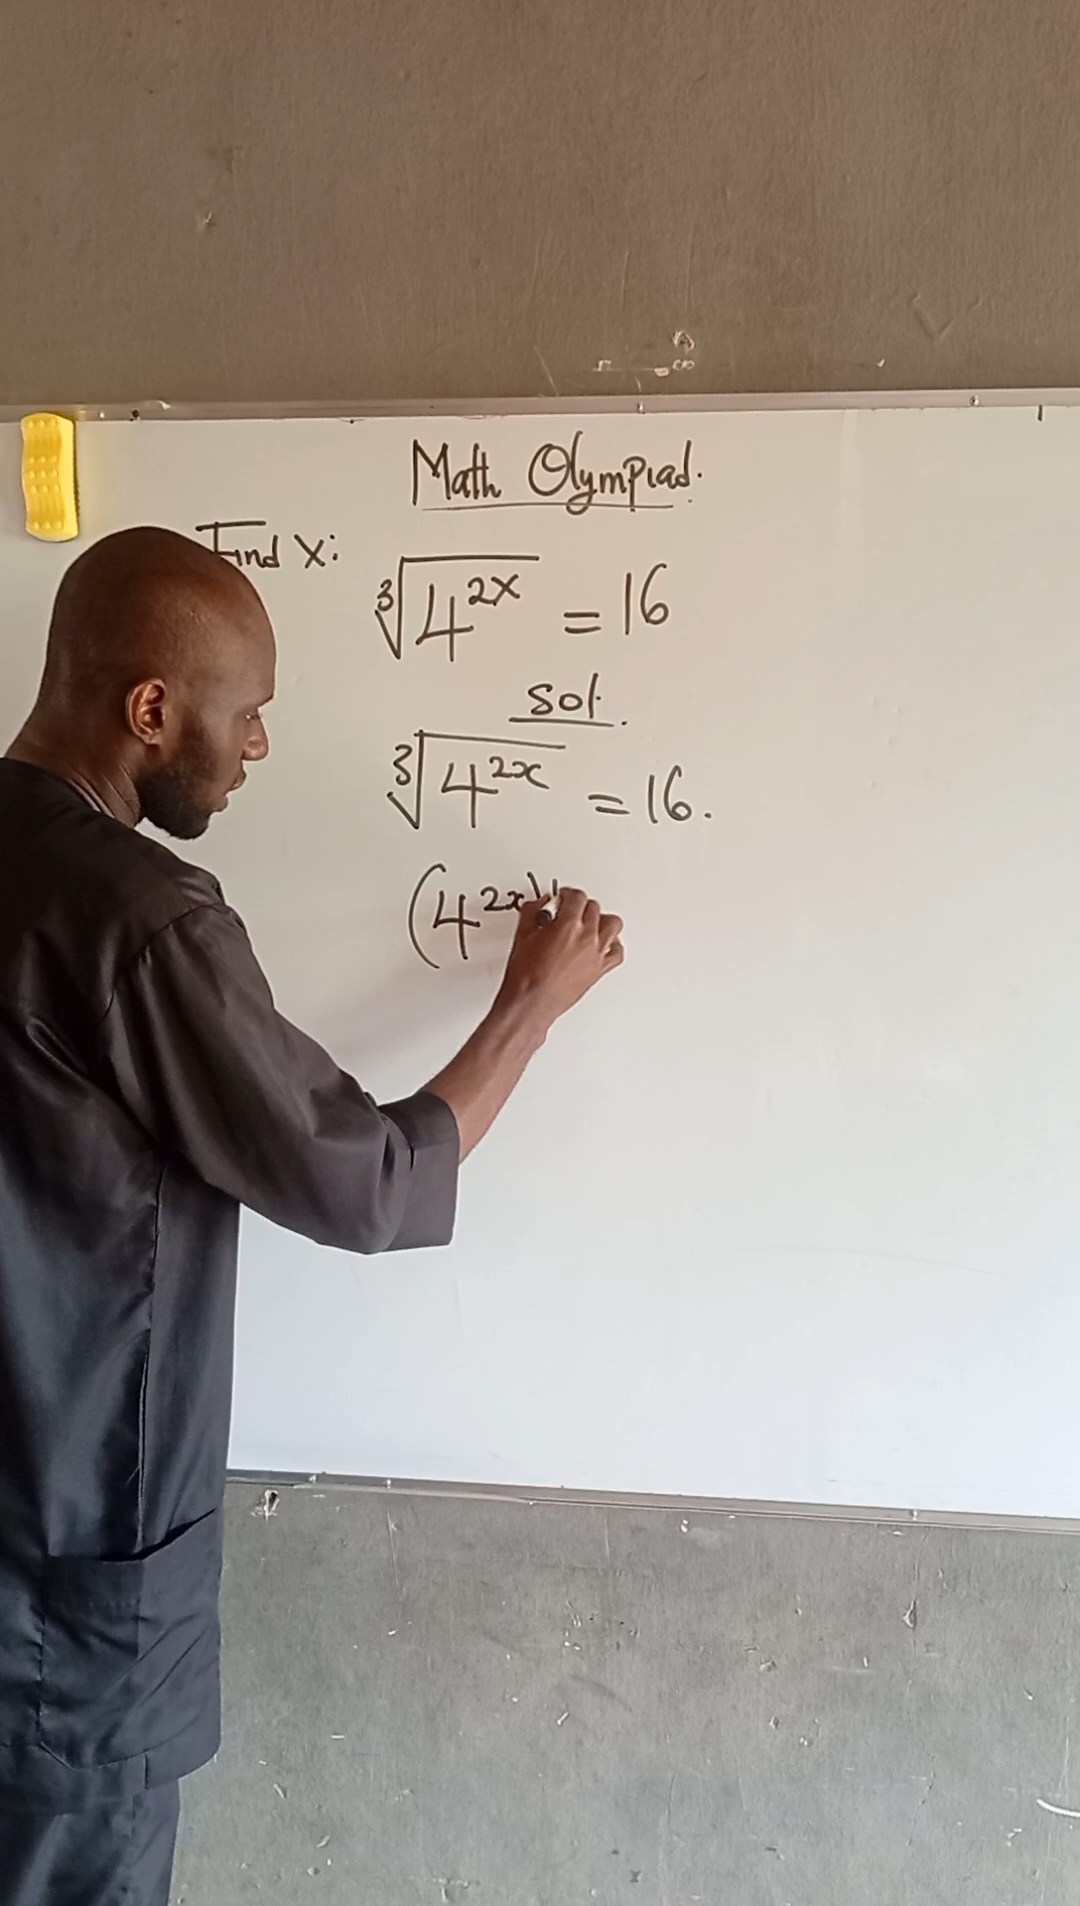 Math Olympiad.
Find x:
∛(4^{2x}) = 16
sol.
∛(4^{2x}) = 16.
(4^{2x})